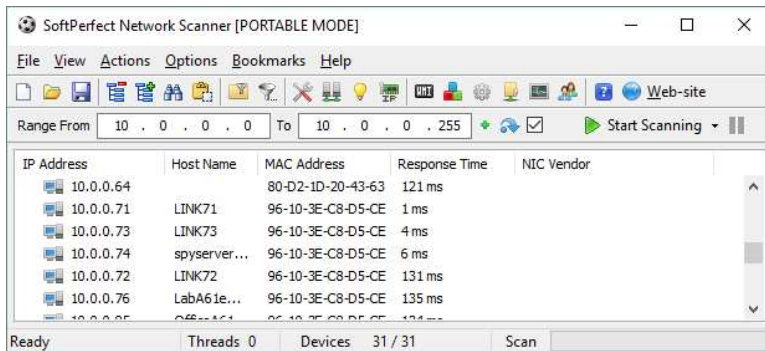 SoftPerfect Network Scanner [PORTABLE MODE]
File View Actions Options Bookmarks Help
Web-site
Range From 10 . 0 . 0 . 0 To 10 . 0 . 0 . 255 Start Scanning
IP Address Host Name MAC Address Response Time NIC Vendor
10.0.0.64 80-D2-1D-20-43-63 121 ms
10.0.0.71 LINK71 96-10-3E-C8-D5-CE 1 ms
10.0.0.73 LINK73 96-10-3E-C8-D5-CE 4 ms
10.0.0.74 spyserver... 96-10-3E-C8-D5-CE 6 ms
10.0.0.72 LINK72 96-10-3E-C8-D5-CE 131 ms
10.0.0.76 LabA61e... 96-10-3E-C8-D5-CE 135 ms
Ready Threads 0 Devices 31 / 31 Scan